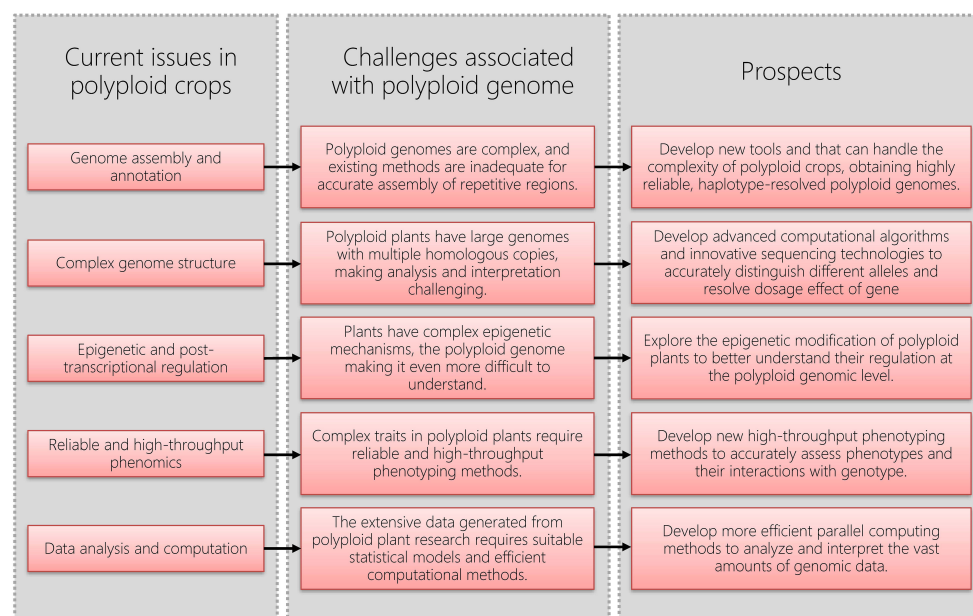 Current issues in
polyploid crops
Challenges associated
with polyploid genome
Prospects
Genome assembly and
annotation
Polyploid genomes are complex, and
existing methods are inadequate for
accurate assembly of repetitive regions.
Develop new tools and that can handle the
complexity of polyploid crops, obtaining highly
reliable, haplotype-resolved polyploid genomes.
Complex genome structure
Polyploid plants have large genomes
with multiple homologous copies,
making analysis and interpretation
challenging.
Develop advanced computational algorithms
and innovative sequencing technologies to
accurately distinguish different alleles and
resolve dosage effect of gene
Epigenetic and post-
transcriptional regulation
Plants have complex epigenetic
mechanisms, the polyploid genome
making it even more difficult to
understand.
Explore the epigenetic modification of polyploid
plants to better understand their regulation at
the polyploid genomic level.
Reliable and high-throughput
phenomics
Complex traits in polyploid plants require
reliable and high-throughput
phenotyping methods.
Develop new high-throughput phenotyping
methods to accurately assess phenotypes and
their interactions with genotype.
Data analysis and computation
The extensive data generated from
polyploid plant research requires suitable
statistical models and efficient
computational methods.
Develop more efficient parallel computing
methods to analyze and interpret the vast
amounts of genomic data.